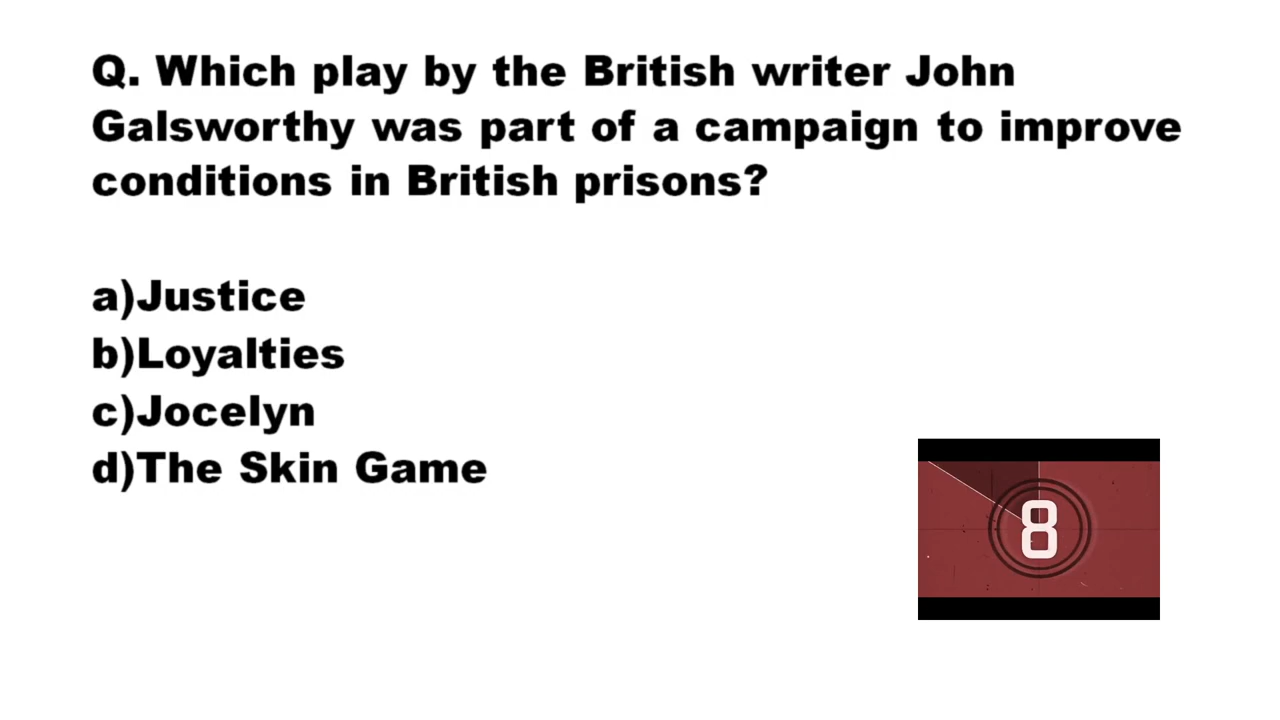 Q. Which play by the British writer John
Galsworthy was part of a campaign to improve
conditions in British prisons?
a)Justice
b)Loyalties
c)Jocelyn
d)The Skin Game
8